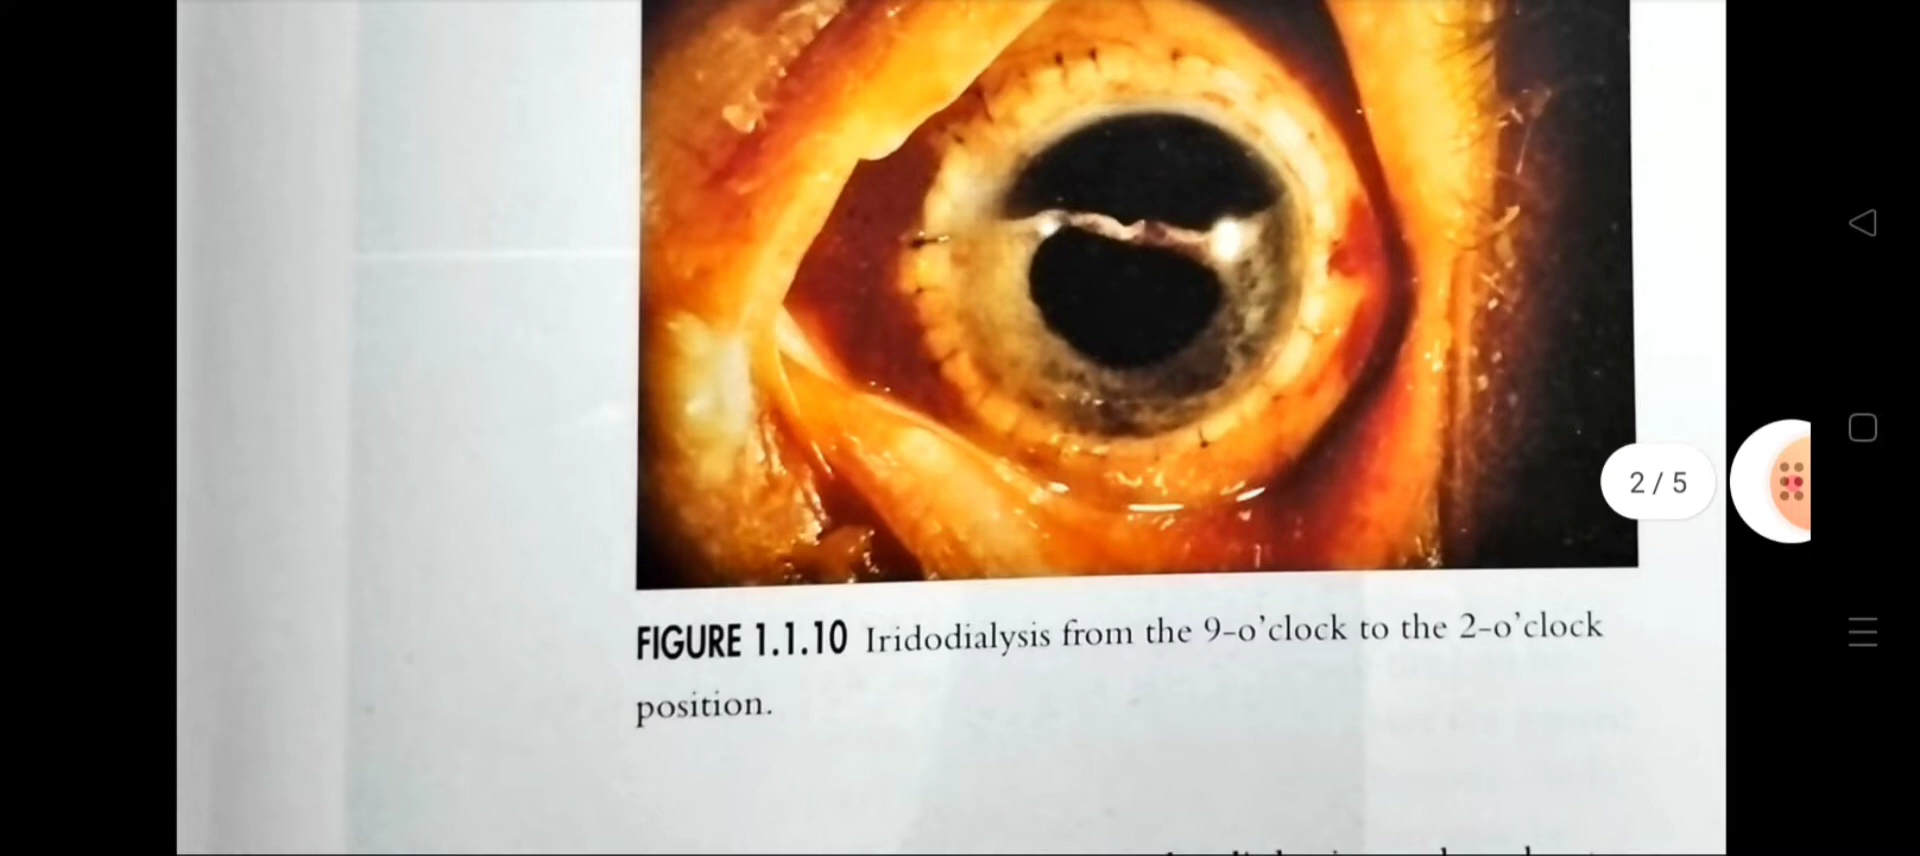 FIGURE 1.1.10 Iridodialysis from the 9-o'clock to the 2-o'clock
position.
2 / 5